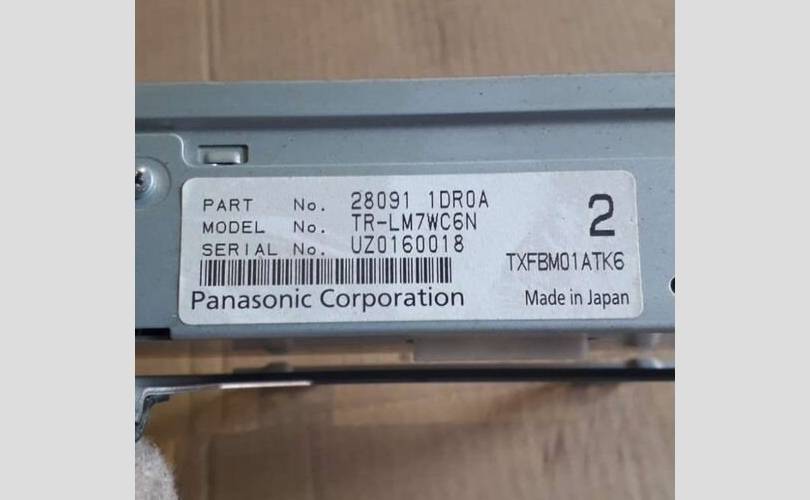 PART No. 28091 1DR0A
MODEL No. TR-LM7WC6N
SERIAL No. UZ0160018
2
TXFBM01ATK6
Panasonic Corporation
Made in Japan